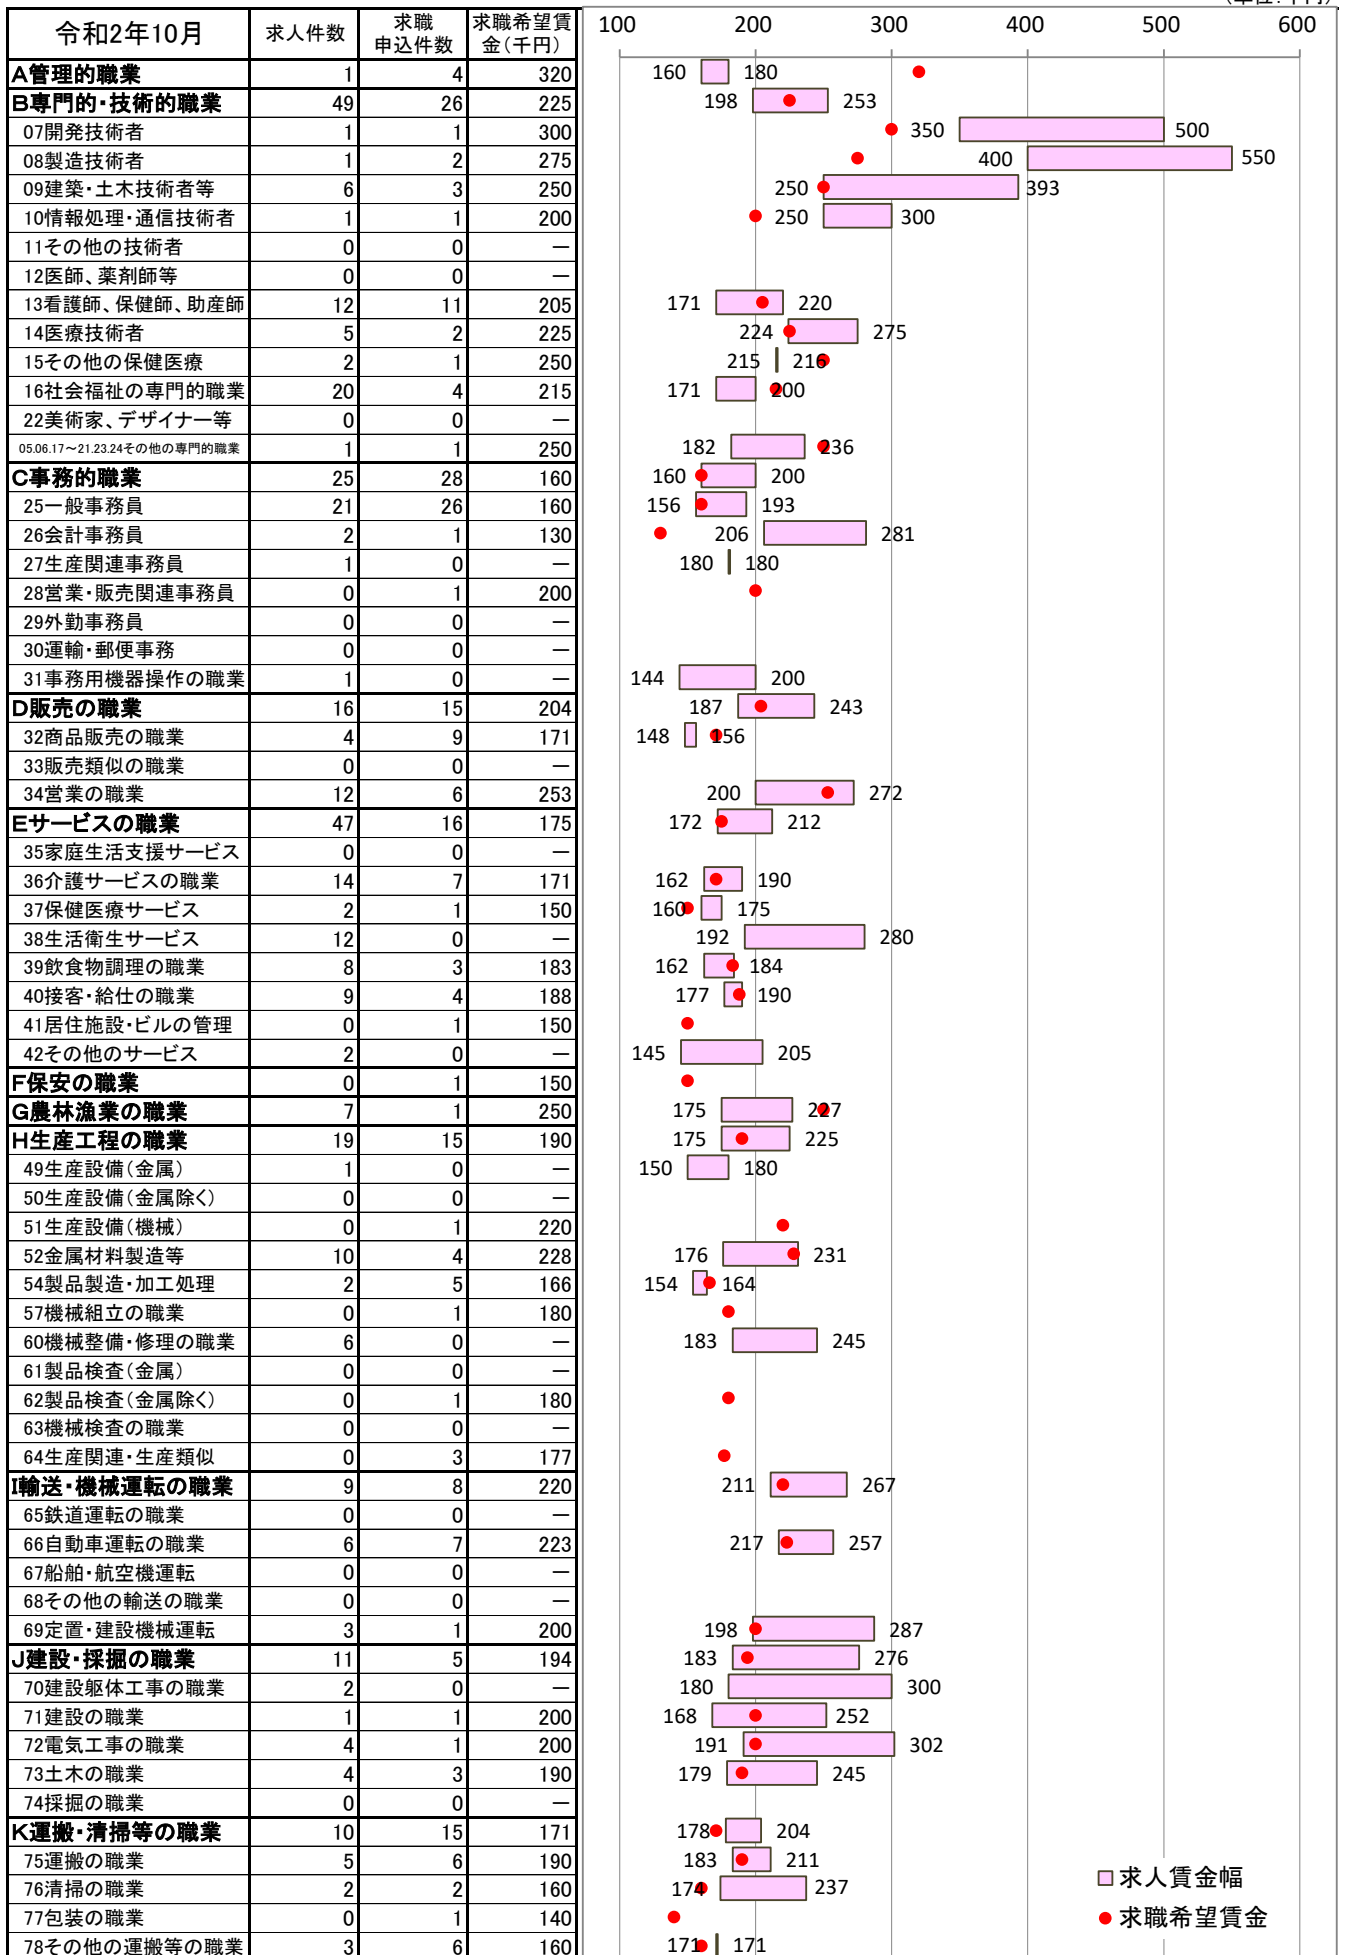 (単位:千円)
令和2年10月 求人件数 求職申込件数 求職希望賃金(千円) 100 200 300 400 500 600
A管理的職業 1 4 320 160 180
B専門的・技術的職業 49 26 225 198 253
07開発技術者 1 1 300 350 500
08製造技術者 1 2 275 400 550
09建築・土木技術者等 6 3 250 250 393
10情報処理・通信技術者 1 1 200 250 300
11その他の技術者 0 0 ―
12医師、薬剤師等 0 0 ―
13看護師、保健師、助産師 12 11 205 171 220
14医療技術者 5 2 225 224 275
15その他の保健医療 2 1 250 215 216
16社会福祉の専門的職業 20 4 215 171 200
22美術家、デザイナー等 0 0 ―
05.06.17～21.23.24その他の専門的職業 1 1 250 182 236
C事務的職業 25 28 160 160 200
25一般事務員 21 26 160 156 193
26会計事務員 2 1 130 206 281
27生産関連事務員 1 0 ― 180 180
28営業・販売関連事務員 0 1 200
29外勤事務員 0 0 ―
30運輸・郵便事務 0 0 ―
31事務用機器操作の職業 1 0 ― 144 200
D販売の職業 16 15 204 187 243
32商品販売の職業 4 9 171 148 156
33販売類似の職業 0 0 ―
34営業の職業 12 6 253 200 272
Eサービスの職業 47 16 175 172 212
35家庭生活支援サービス 0 0 ―
36介護サービスの職業 14 7 171 162 190
37保健医療サービス 2 1 150 160 175
38生活衛生サービス 12 0 ― 192 280
39飲食物調理の職業 8 3 183 162 184
40接客・給仕の職業 9 4 188 177 190
41居住施設・ビルの管理 0 1 150
42その他のサービス 2 0 ― 145 205
F保安の職業 0 1 150
G農林漁業の職業 7 1 250 175 227
H生産工程の職業 19 15 190 175 225
49生産設備(金属) 1 0 ― 150 180
50生産設備(金属除く) 0 0 ―
51生産設備(機械) 0 1 220
52金属材料製造等 10 4 228 176 231
54製品製造・加工処理 2 5 166 154 164
57機械組立の職業 0 1 180
60機械整備・修理の職業 6 0 ― 183 245
61製品検査(金属) 0 0 ―
62製品検査(金属除く) 0 1 180
63機械検査の職業 0 0 ―
64生産関連・生産類似 0 3 177
I輸送・機械運転の職業 9 8 220 211 267
65鉄道運転の職業 0 0 ―
66自動車運転の職業 6 7 223 217 257
67船舶・航空機運転 0 0 ―
68その他の輸送の職業 0 0 ―
69定置・建設機械運転 3 1 200 198 287
J建設・採掘の職業 11 5 194 183 276
70建設躯体工事の職業 2 0 ― 180 300
71建設の職業 1 1 200 168 252
72電気工事の職業 4 1 200 191 302
73土木の職業 4 3 190 179 245
74採掘の職業 0 0 ―
K運搬・清掃等の職業 10 15 171 178 204
75運搬の職業 5 6 190 183 211
76清掃の職業 2 2 160 174 237
77包装の職業 0 1 140
78その他の運搬等の職業 3 6 160 171 171
求人賃金幅
求職希望賃金